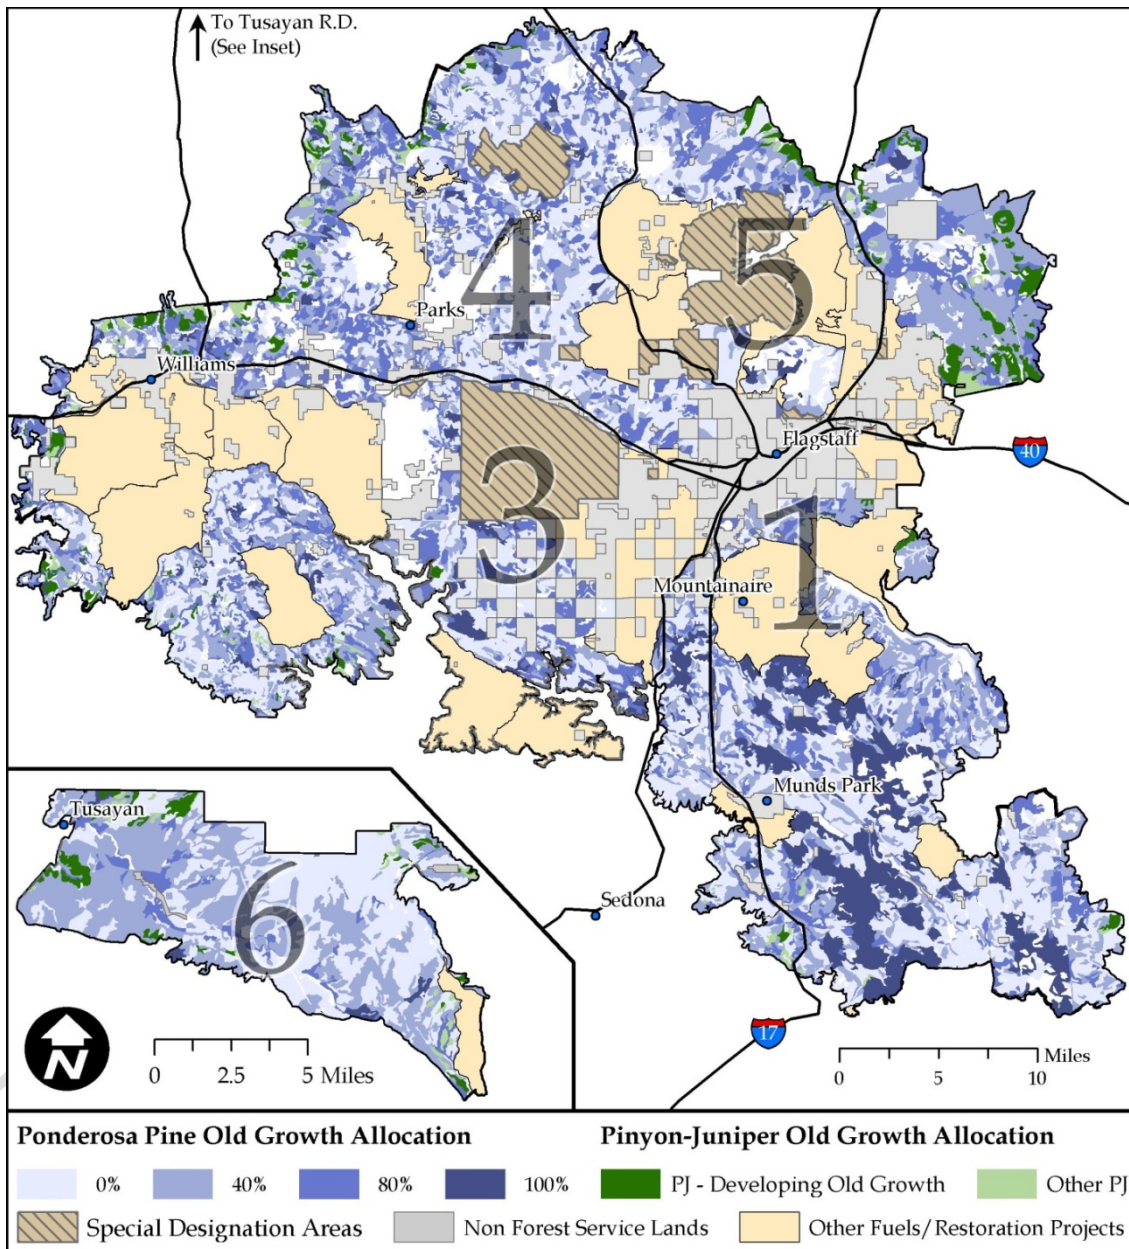 To Tusayan R.D.
(See Inset)
4
5
Parks
Williams
Flagstaff
40
3
1
Mountainaire
Munds Park
Tusayan
6
Sedona
N
17
0 2.5 5 Miles
Miles
0 5 10
Ponderosa Pine Old Growth Allocation
Pinyon-Juniper Old Growth Allocation
0% 40% 80% 100% PJ - Developing Old Growth Other PJ
Special Designation Areas Non Forest Service Lands Other Fuels/Restoration Projects